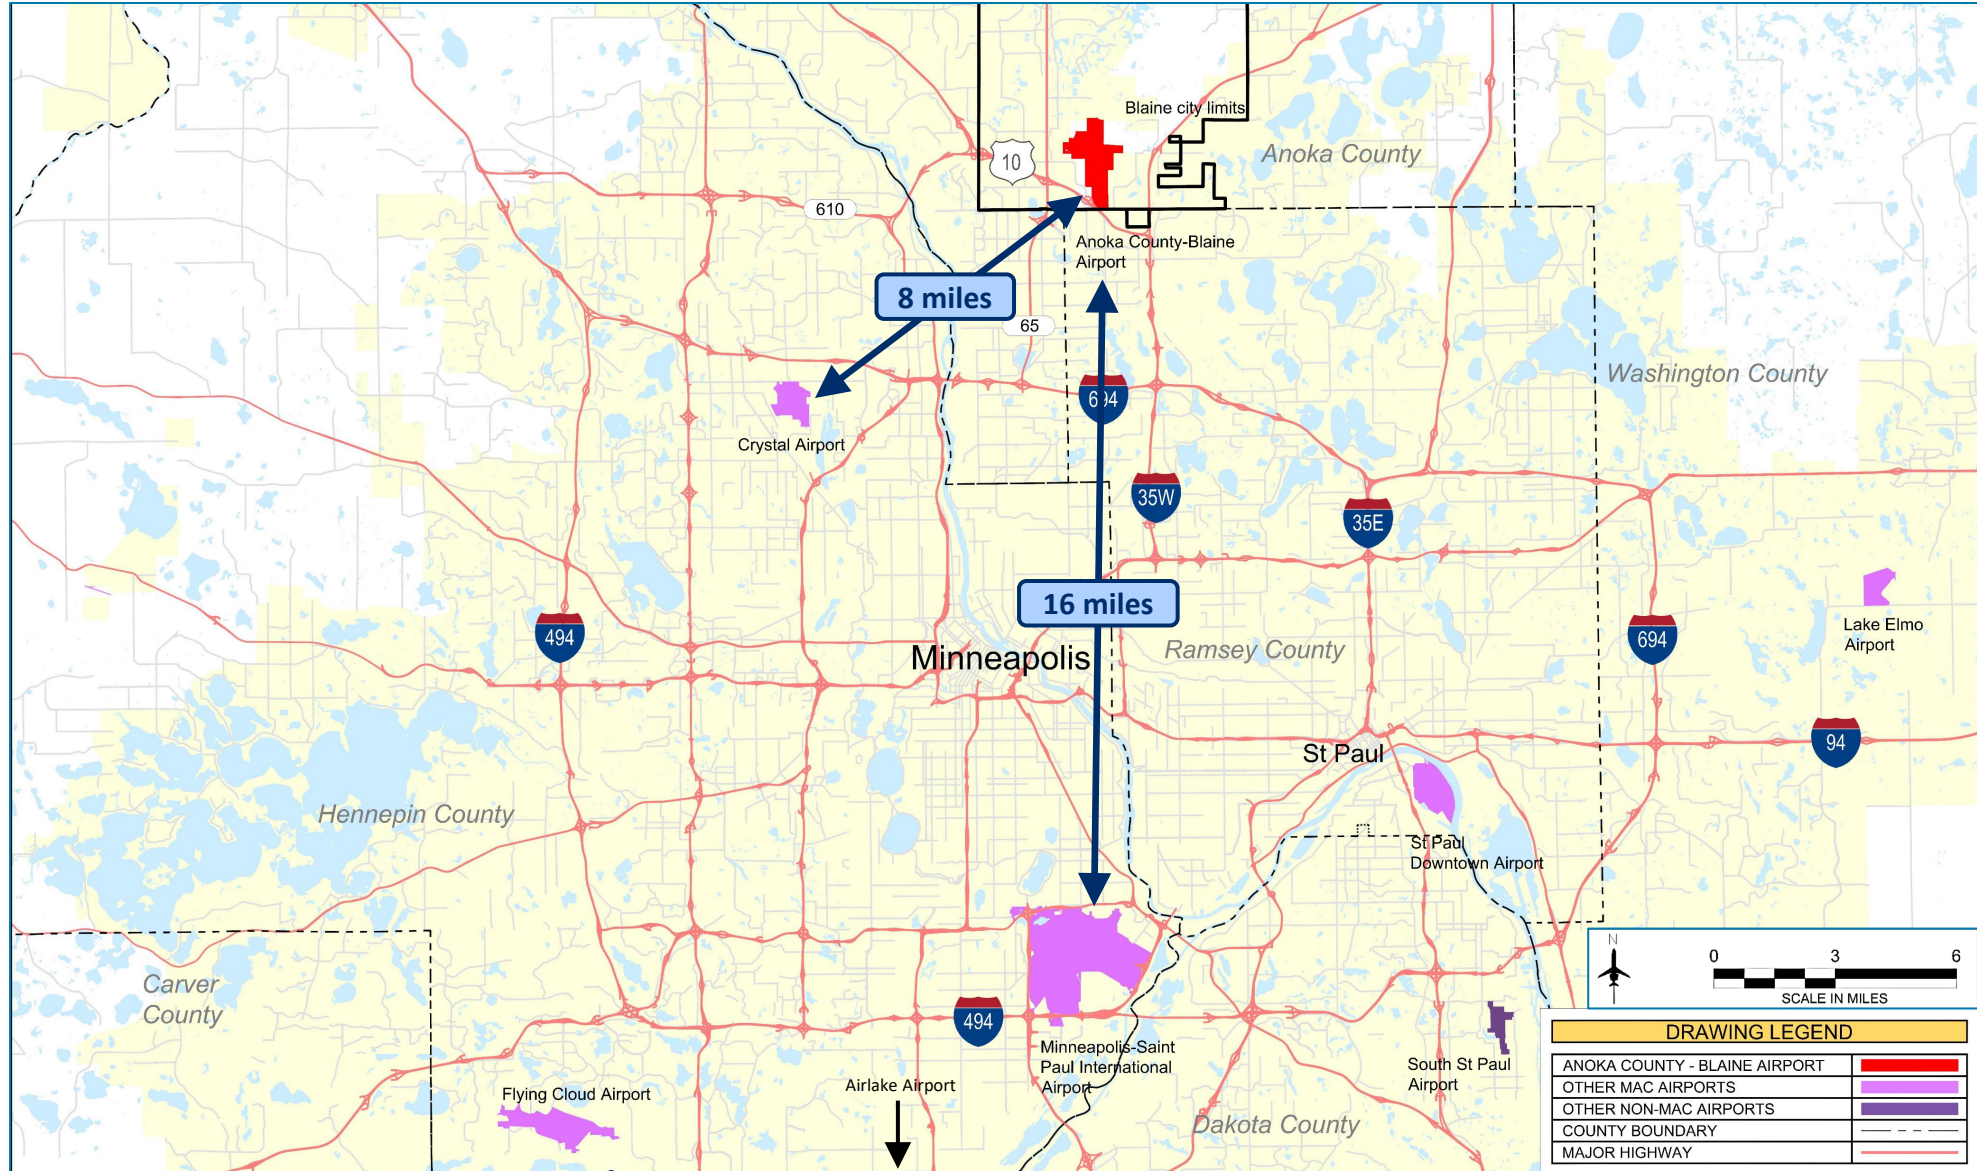 Blaine city limits
10
Anoka County
610
Anoka County-Blaine
Airport
8 miles
65
Washington County
694
Crystal Airport
35W
35E
16 miles
494
Lake Elmo
Airport
694
Ramsey County
Minneapolis
94
St Paul
Hennepin County
St Paul
Downtown Airport
N
0 3 6
SCALE IN MILES
Carver
County
494
DRAWING LEGEND
Minneapolis-Saint
Paul International
Airport
South St Paul
Airport
ANOKA COUNTY - BLAINE AIRPORT
OTHER MAC AIRPORTS
OTHER NON-MAC AIRPORTS
COUNTY BOUNDARY
MAJOR HIGHWAY
Airlake Airport
Flying Cloud Airport
Dakota County